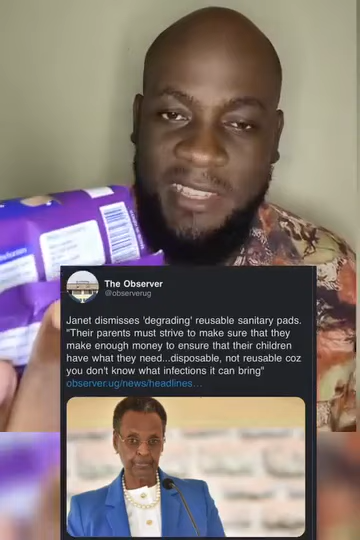 The Observer
@observerug
Janet dismisses 'degrading' reusable sanitary pads.
"Their parents must strive to make sure that they
make enough money to ensure that their children
have what they need...disposable, not reusable coz
you don't know what infections it can bring"
observer.ug/news/headlines…